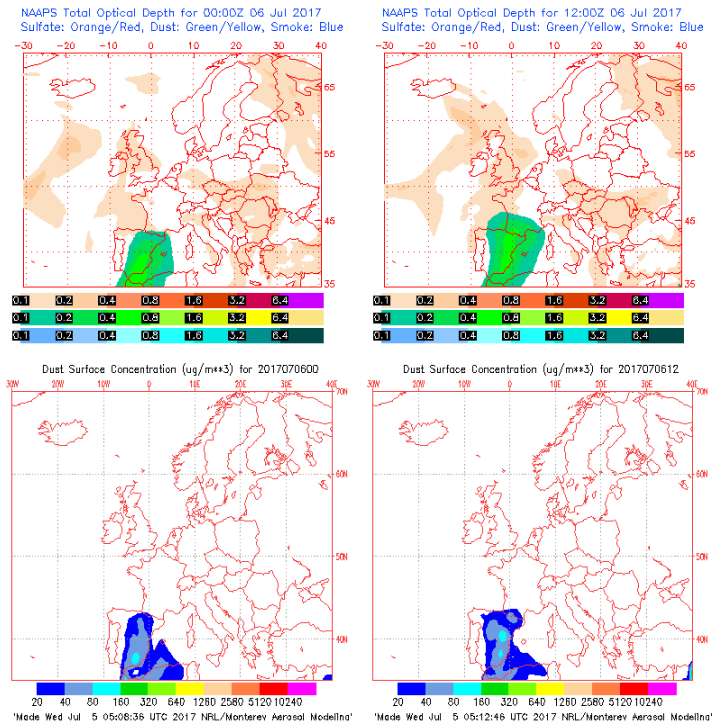 NAAPS Total Optical Depth for 00:00Z 06 Jul 2017
Sulfate: Orange/Red, Dust: Green/Yellow, Smoke: Blue
-30 -20 -10 0 10 20 30 40
65
55
45
35
0.1 0.2 0.4 0.8 1.6 3.2 6.4
0.1 0.2 0.4 0.8 1.6 3.2 6.4
0.1 0.2 0.4 0.8 1.6 3.2 6.4
NAAPS Total Optical Depth for 12:00Z 06 Jul 2017
Sulfate: Orange/Red, Dust: Green/Yellow, Smoke: Blue
-30 -20 -10 0 10 20 30 40
65
55
45
35
0.1 0.2 0.4 0.8 1.6 3.2 6.4
0.1 0.2 0.4 0.8 1.6 3.2 6.4
0.1 0.2 0.4 0.8 1.6 3.2 6.4
Dust Surface Concentration (ug/m**3) for 2017070600
30W 20W 10W 0 10E 20E 30E 40E
70N
60N
50N
40N
20 40 80 160 320 640 1280 2580 5120 10240
'Made Wed Jul 5 05:08:36 UTC 2017 NRL/Monterey Aerosol Modelling'
Dust Surface Concentration (ug/m**3) for 2017070612
30W 20W 10W 0 10E 20E 30E 40E
70N
60N
50N
40N
20 40 80 160 320 640 1280 2580 5120 10240
'Made Wed Jul 5 05:12:46 UTC 2017 NRL/Monterey Aerosol Modelling'